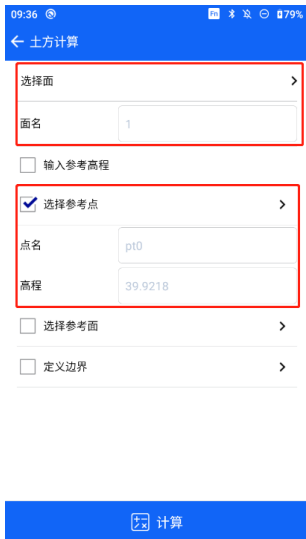 09:36 79%
土方计算
选择面
面名 1
输入参考高程
选择参考点
点名 pt0
高程 39.9218
选择参考面
定义边界
计算